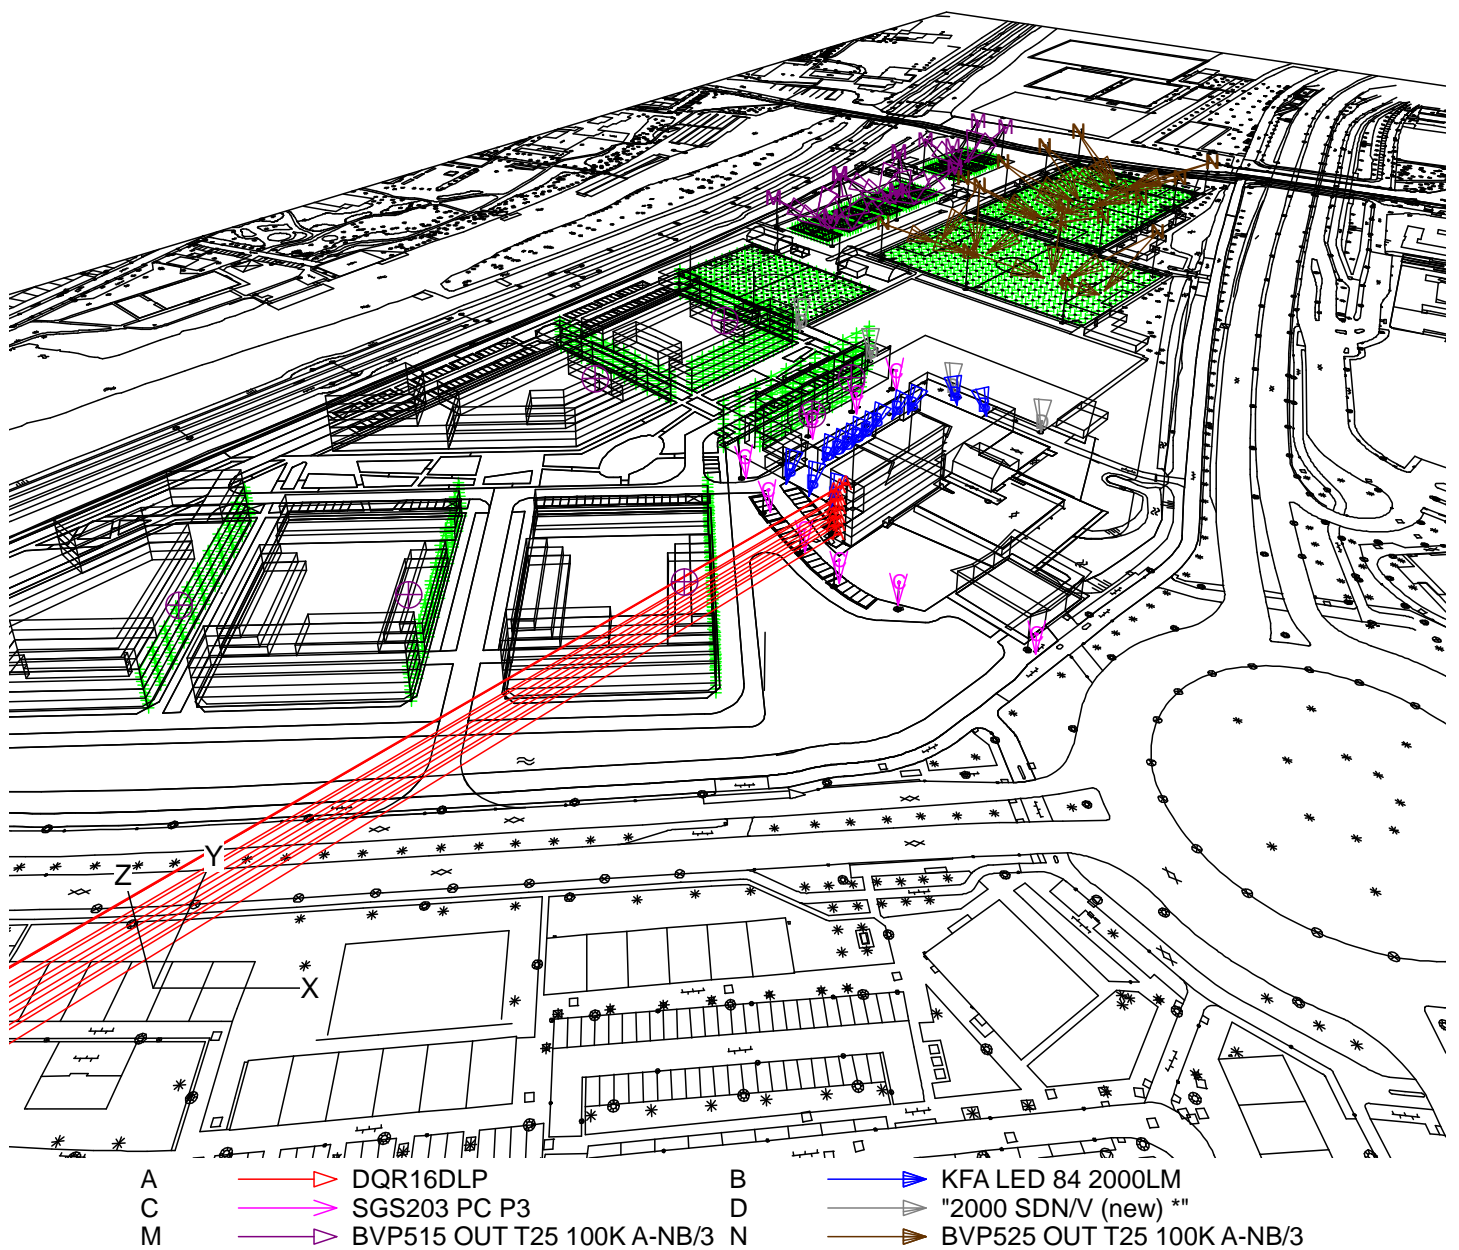 M M
M N
M N N
M N N
M N N
M N
N
Y
Z
X
A DQR16DLP B KFA LED 84 2000LM
C SGS203 PC P3 D "2000 SDN/V (new) *"
M BVP515 OUT T25 100K A-NB/3 N BVP525 OUT T25 100K A-NB/3